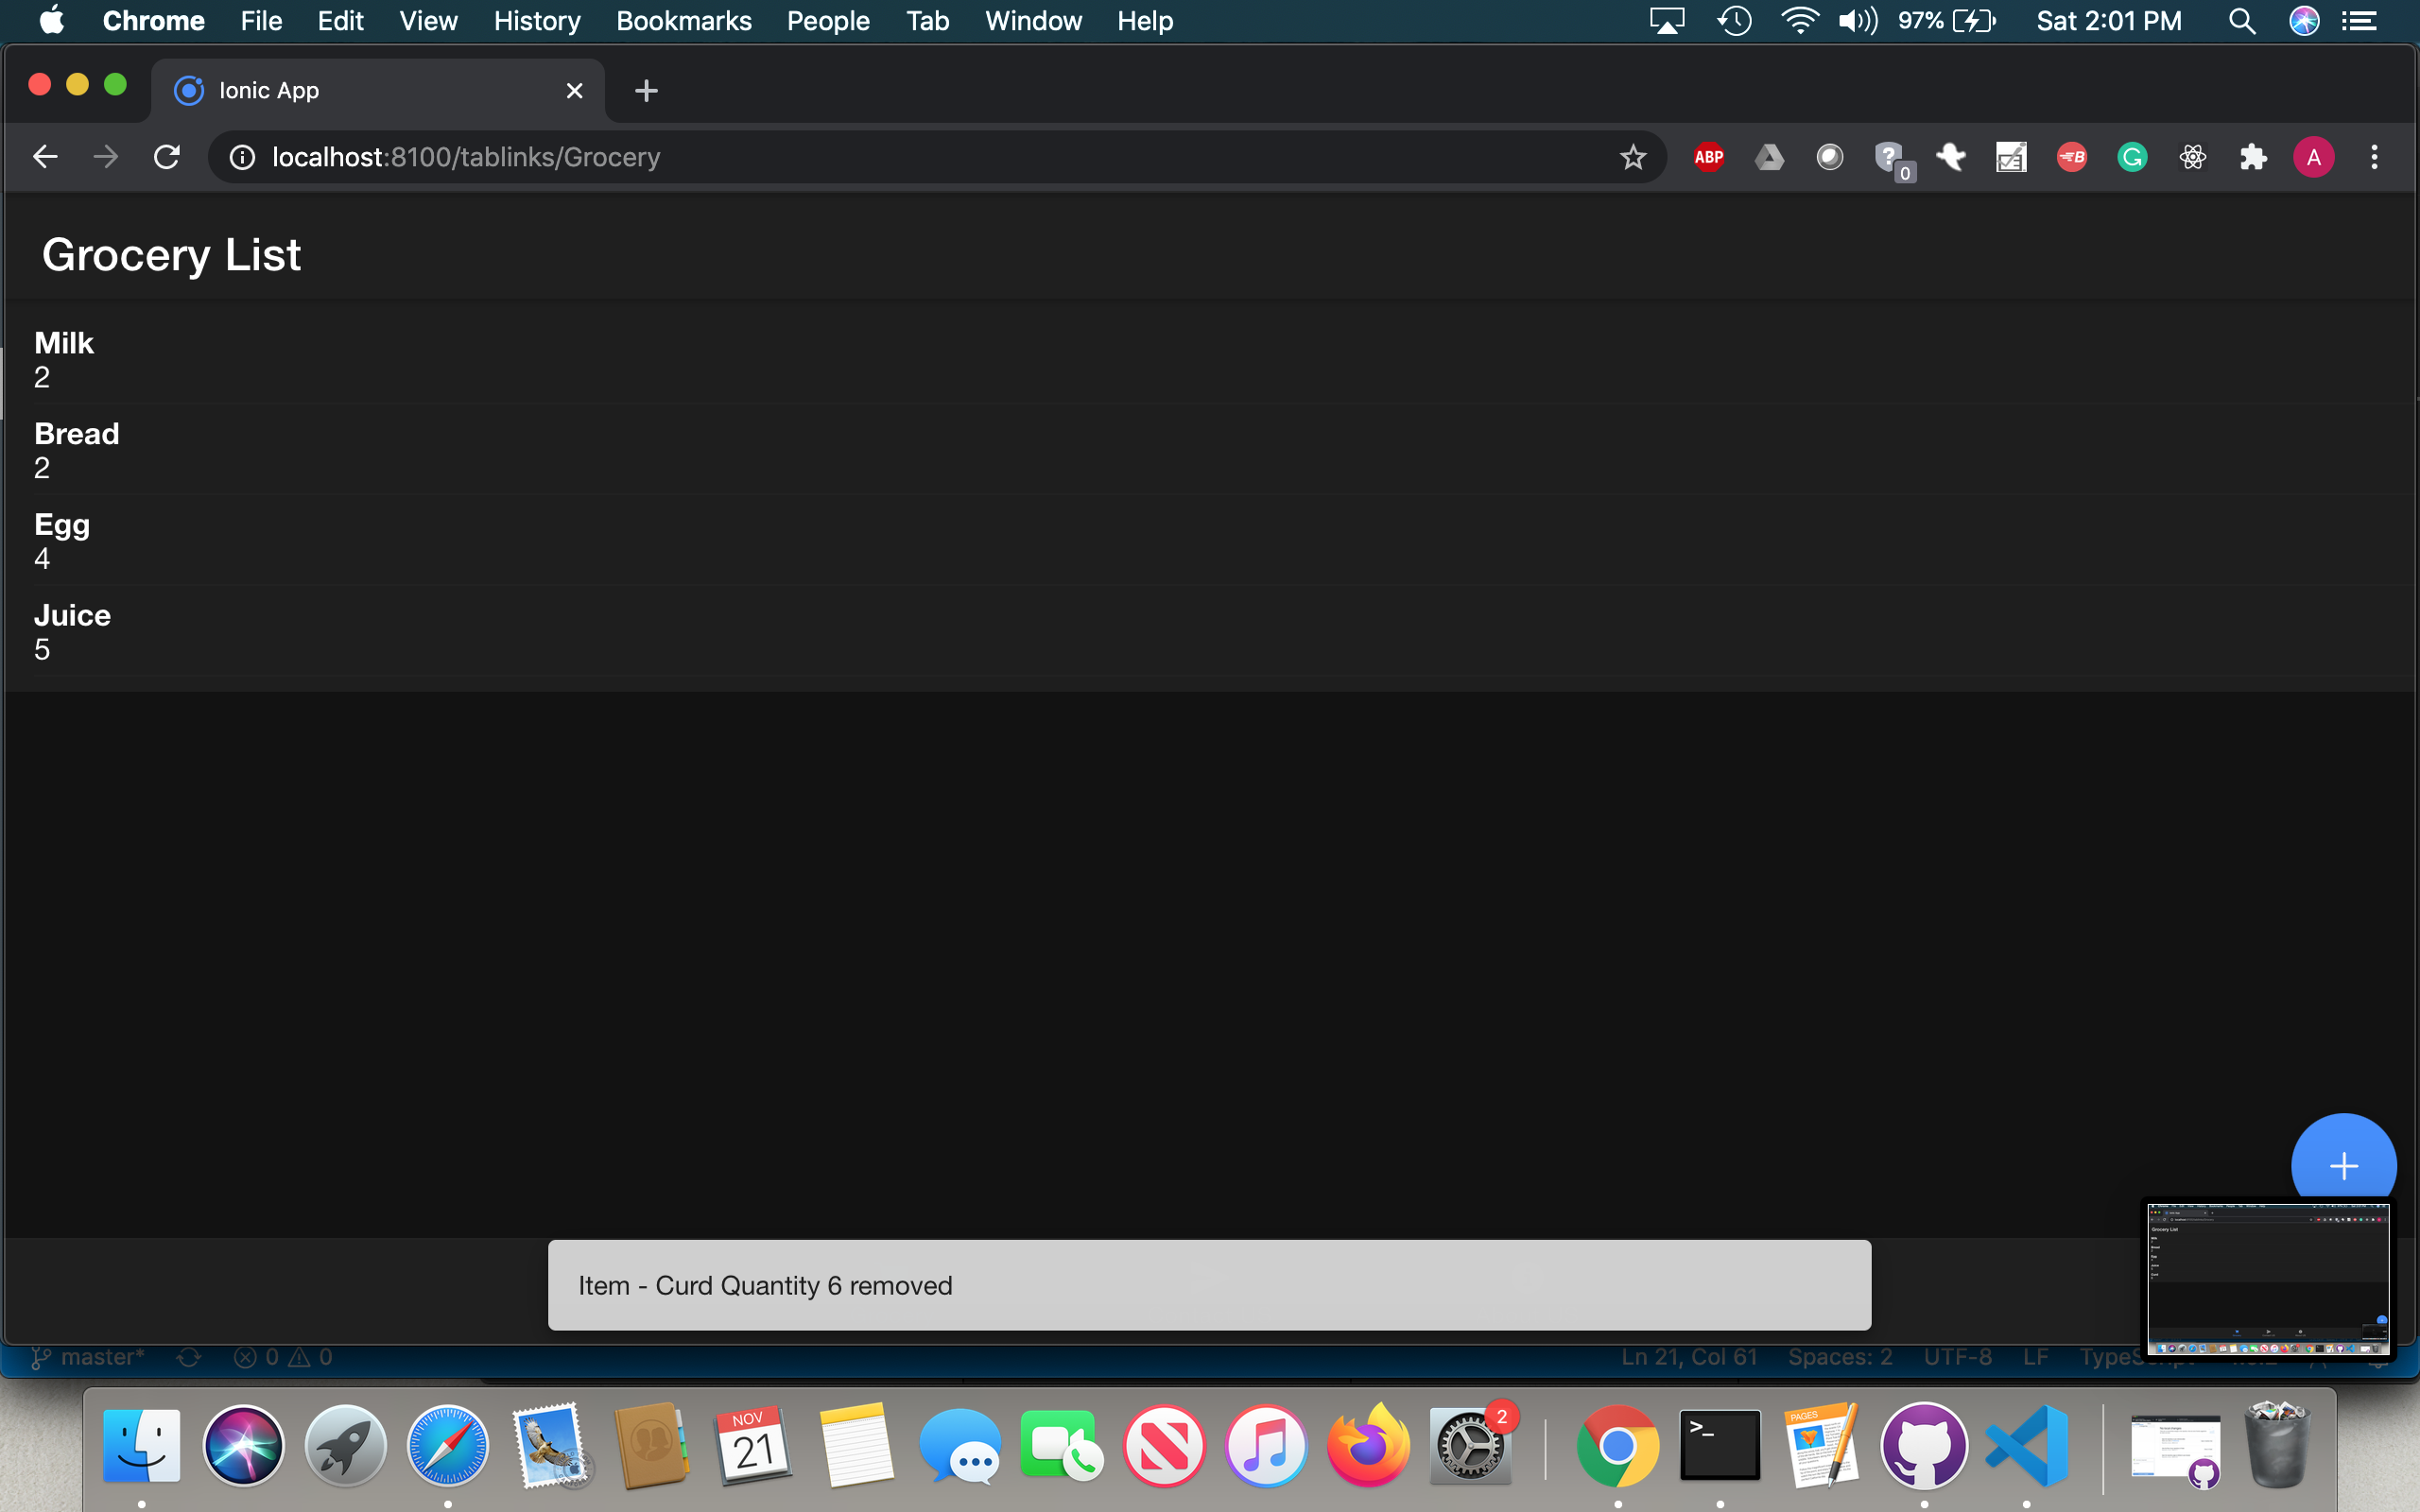 Chrome File Edit View History Bookmarks People Tab Window Help 97% Sat 2:01 PM
Ionic App
localhost:8100/tablinks/Grocery
ABP
0
B
G
A
Grocery List
Milk
2
Bread
2
Egg
4
Juice
5
Item - Curd Quantity 6 removed
Grocery List
master* 0 0 Ln 21, Col 61 Spaces: 2 UTF-8 LF
NOV
21
2
>_
PAGES